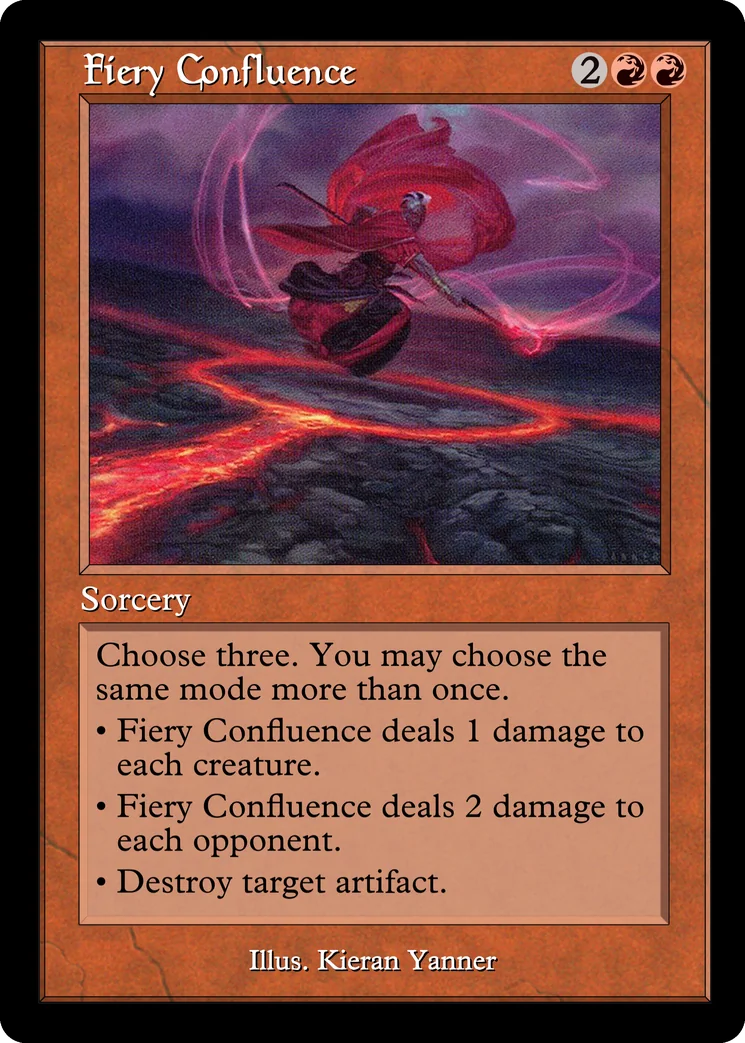 Fiery Confluence
2
Sorcery
Choose three. You may choose the
same mode more than once.
• Fiery Confluence deals 1 damage to
each creature.
• Fiery Confluence deals 2 damage to
each opponent.
• Destroy target artifact.
Illus. Kieran Yanner